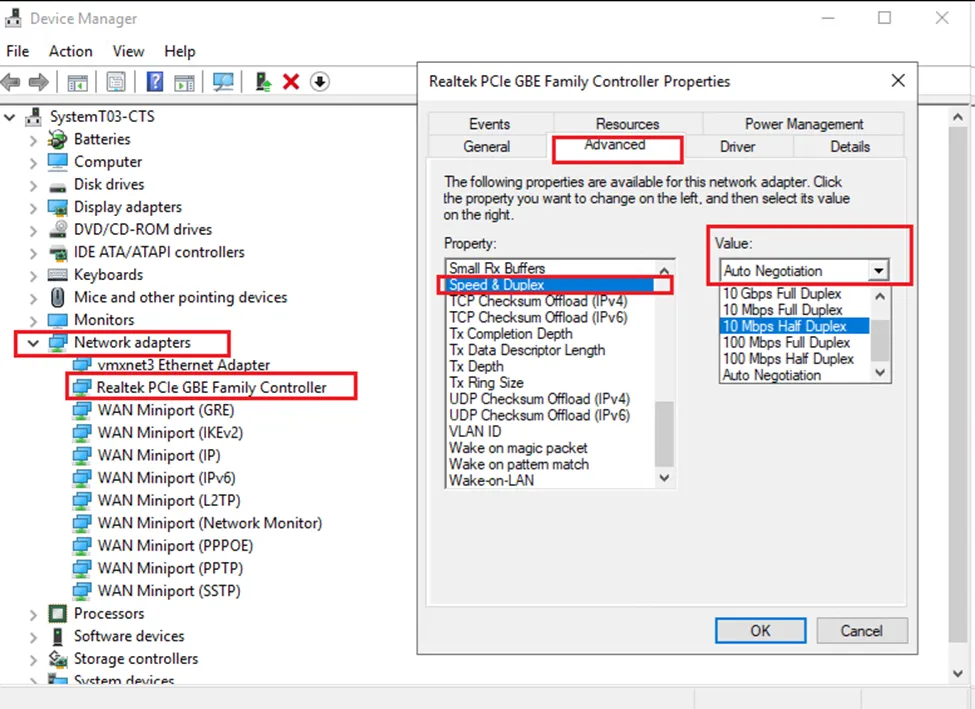 Device Manager
File Action View Help
SystemT03-CTS
Batteries
Computer
Disk drives
Display adapters
DVD/CD-ROM drives
IDE ATA/ATAPI controllers
Keyboards
Mice and other pointing devices
Monitors
Network adapters
vmxnet3 Ethernet Adapter
Realtek PCIe GBE Family Controller
WAN Miniport (GRE)
WAN Miniport (IKEv2)
WAN Miniport (IP)
WAN Miniport (IPv6)
WAN Miniport (L2TP)
WAN Miniport (Network Monitor)
WAN Miniport (PPPOE)
WAN Miniport (PPTP)
WAN Miniport (SSTP)
Processors
Software devices
Storage controllers
System devices
Realtek PCIe GBE Family Controller Properties
Events Resources Power Management
General Advanced Driver Details
The following properties are available for this network adapter. Click
the property you want to change on the left, and then select its value
on the right.
Property:
Small Rx Buffers
Speed & Duplex
TCP Checksum Offload (IPv4)
TCP Checksum Offload (IPv6)
Tx Completion Depth
Tx Data Descriptor Length
Tx Depth
Tx Ring Size
UDP Checksum Offload (IPv4)
UDP Checksum Offload (IPv6)
VLAN ID
Wake on magic packet
Wake on pattern match
Wake-on-LAN
Value:
Auto Negotiation
10 Gbps Full Duplex
10 Mbps Full Duplex
10 Mbps Half Duplex
100 Mbps Full Duplex
100 Mbps Half Duplex
Auto Negotiation
OK Cancel